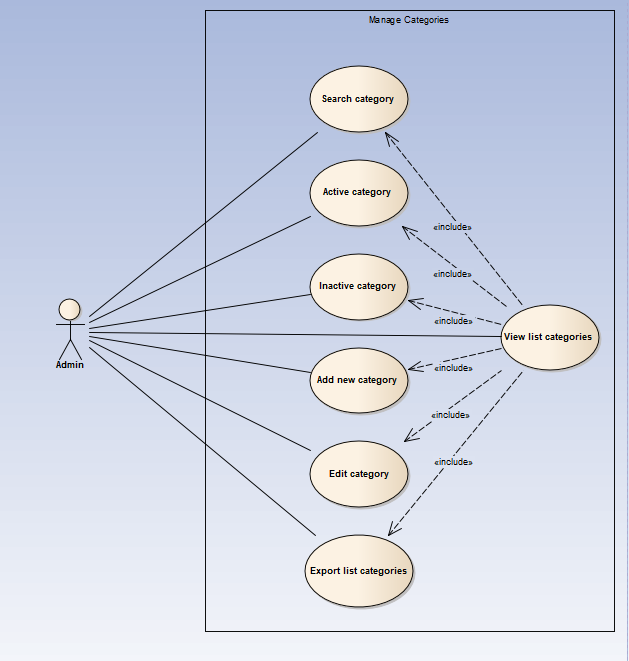 Manage Categories
Search category
Active category
«include»
«include»
Inactive category
«include»
View list categories
Admin
«include»
Add new category
«include»
Edit category
«include»
Export list categories